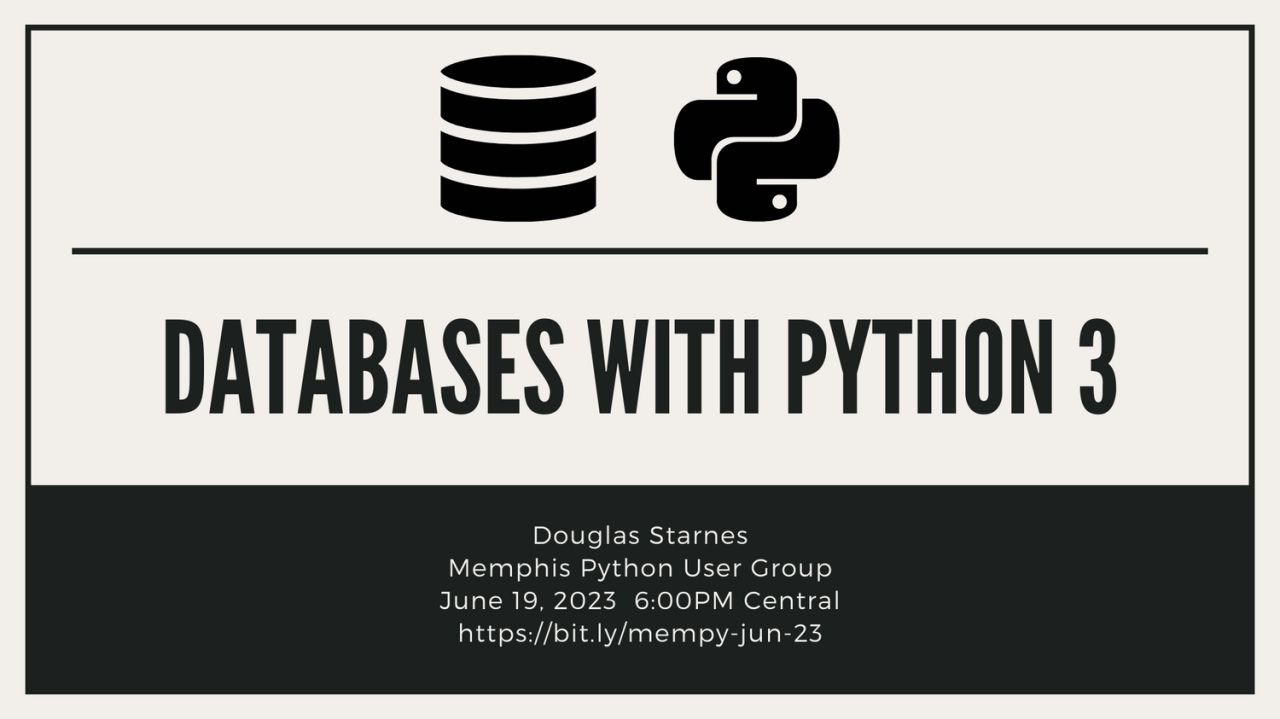 DATABASES WITH PYTHON 3
Douglas Starnes
Memphis Python User Group
June 19, 2023  6:00PM Central
https://bit.ly/mempy-jun-23